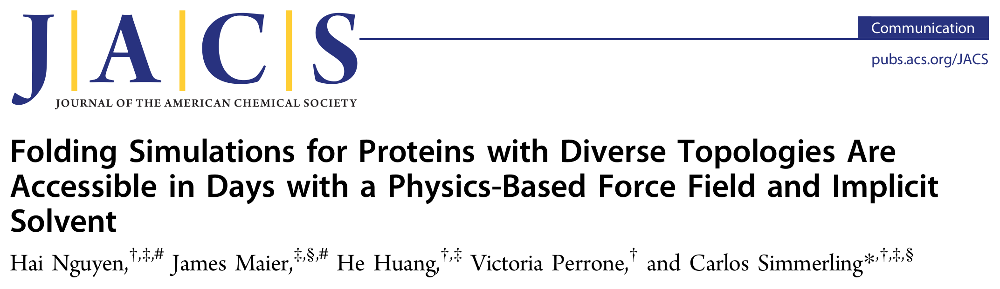 J|A|C|S
Communication
pubs.acs.org/JACS
JOURNAL OF THE AMERICAN CHEMICAL SOCIETY
Folding Simulations for Proteins with Diverse Topologies Are
Accessible in Days with a Physics-Based Force Field and Implicit
Solvent
Hai Nguyen,†,‡,# James Maier,‡,§,# He Huang,†,‡ Victoria Perrone,† and Carlos Simmerling*,†,‡,§